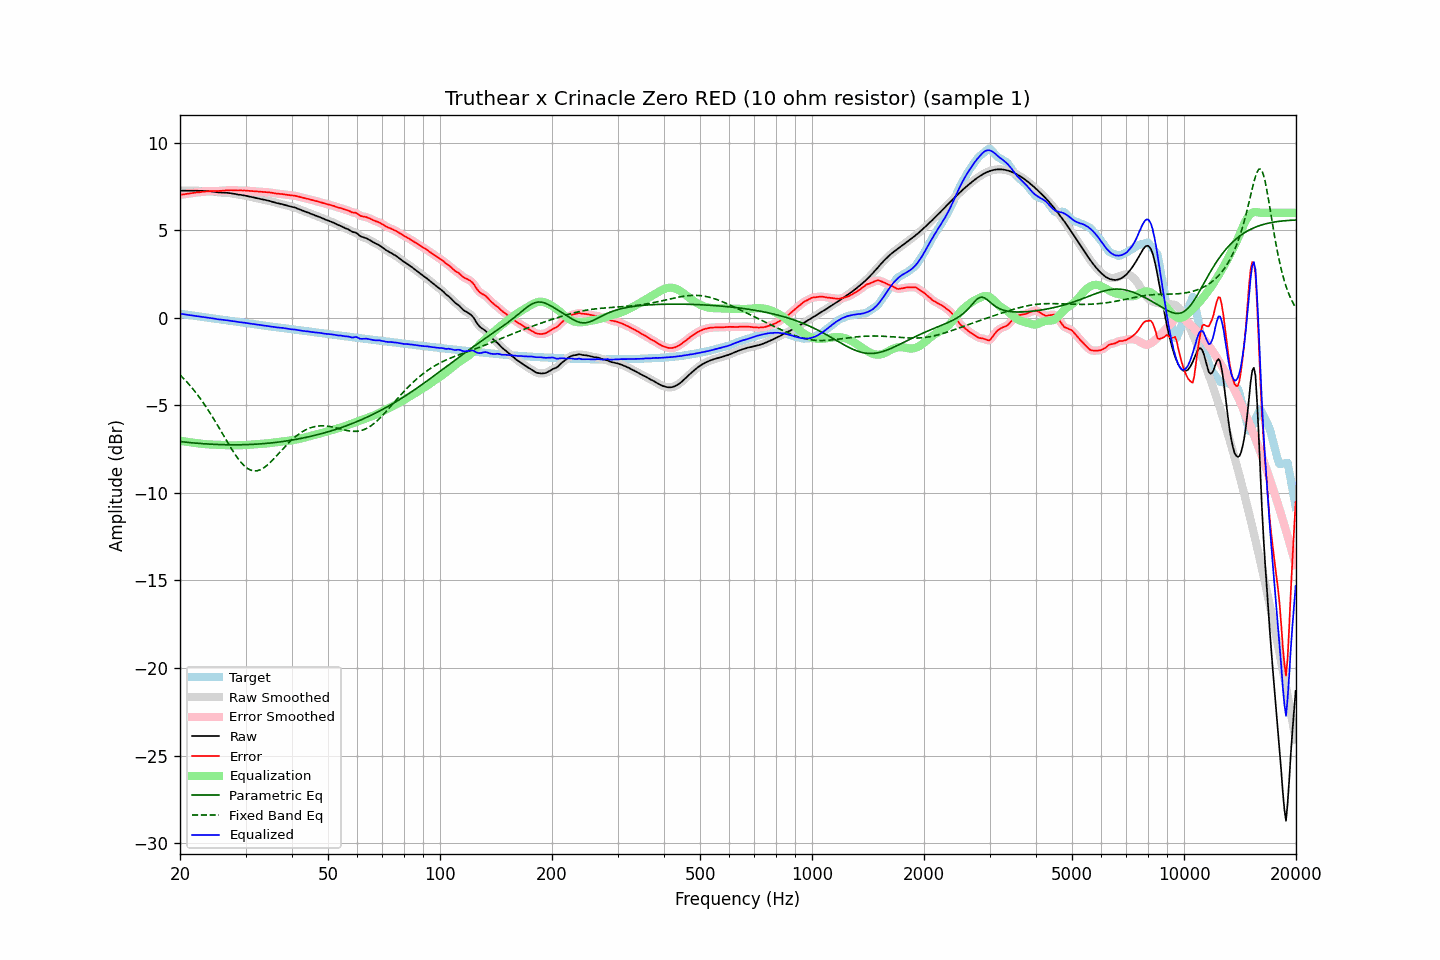 Truthear x Crinacle Zero RED (10 ohm resistor) (sample 1)
10
5
0
−5
−10
−15
−20
−25
−30
Amplitude (dBr)
Target
Raw Smoothed
Error Smoothed
Raw
Error
Equalization
Parametric Eq
Fixed Band Eq
Equalized
20 50 100 200 500 1000 2000 5000 10000 20000
Frequency (Hz)